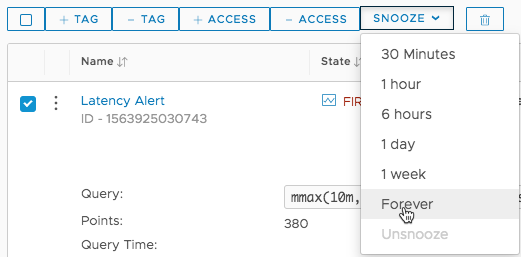 + TAG − TAG + ACCESS − ACCESS SNOOZE
Name State
Latency Alert FIR
ID - 1563925030743
30 Minutes
1 hour
6 hours
1 day
1 week
Forever
Unsnooze
Query: mmax(10m,
Points: 380
Query Time: